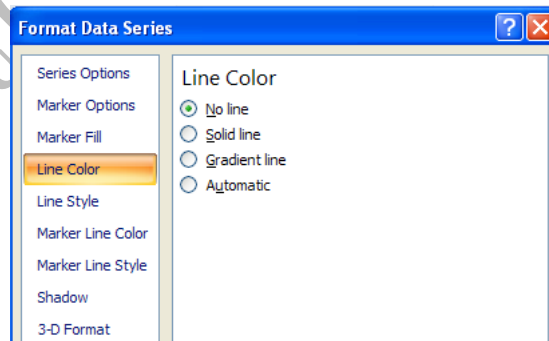 Format Data Series
Series Options
Marker Options
Marker Fill
Line Color
Line Style
Marker Line Color
Marker Line Style
Shadow
3-D Format
Line Color
No line
Solid line
Gradient line
Automatic